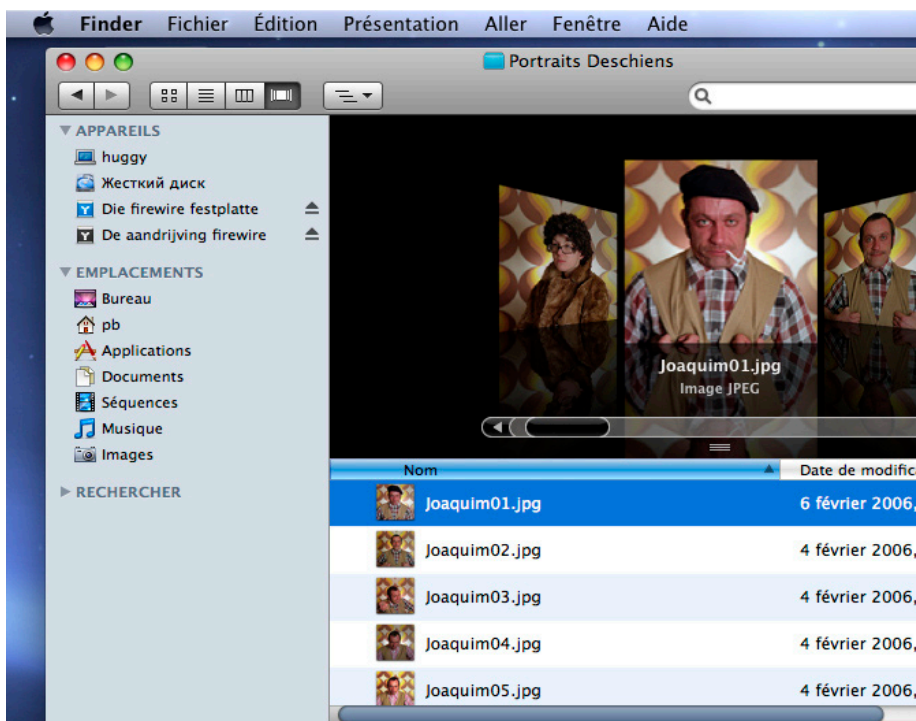 Finder Fichier Édition Présentation Aller Fenêtre Aide
Portraits Deschiens
APPAREILS
huggy
Жесткий диск
Die firewire festplatte
De aandrijving firewire
EMPLACEMENTS
Bureau
pb
Applications
Documents
Séquences
Musique
Images
RECHERCHER
Joaquim01.jpg
Image JPEG
Nom Date de modifica
Joaquim01.jpg 6 février 2006,
Joaquim02.jpg 4 février 2006,
Joaquim03.jpg 4 février 2006,
Joaquim04.jpg 4 février 2006,
Joaquim05.jpg 4 février 2006,